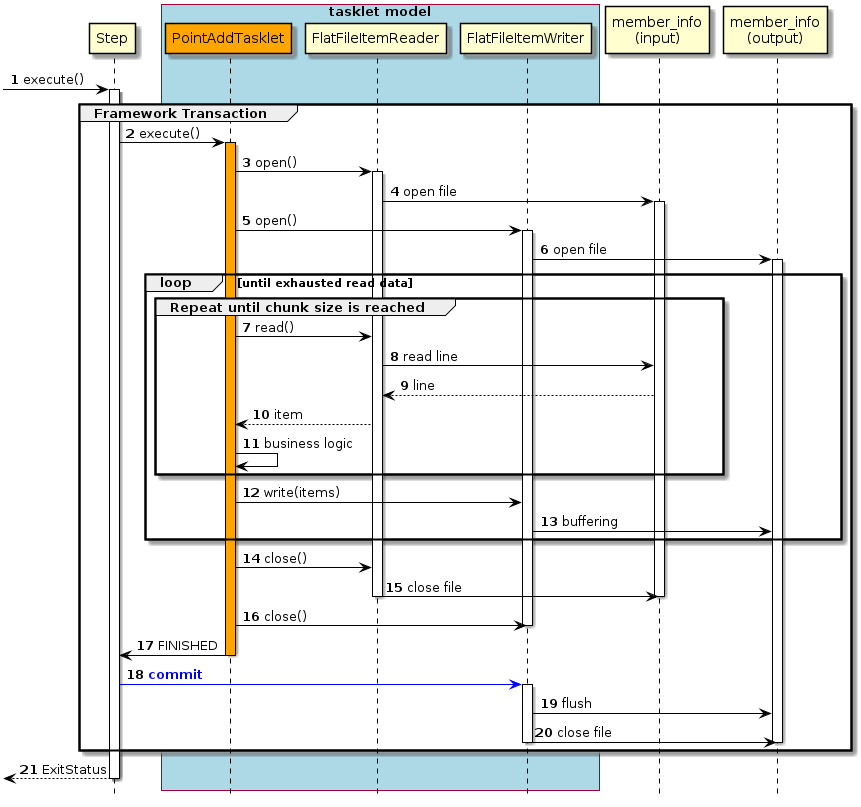 tasklet model
Step
PointAddTasklet
FlatFileItemReader
FlatFileItemWriter
member_info
(input)
member_info
(output)
1 execute()
Framework Transaction
2 execute()
3 open()
4 open file
5 open()
6 open file
loop [until exhausted read data]
Repeat until chunk size is reached
7 read()
8 read line
9 line
10 item
11 business logic
12 write(items)
13 buffering
14 close()
15 close file
16 close()
17 FINISHED
18 commit
19 flush
20 close file
21 ExitStatus